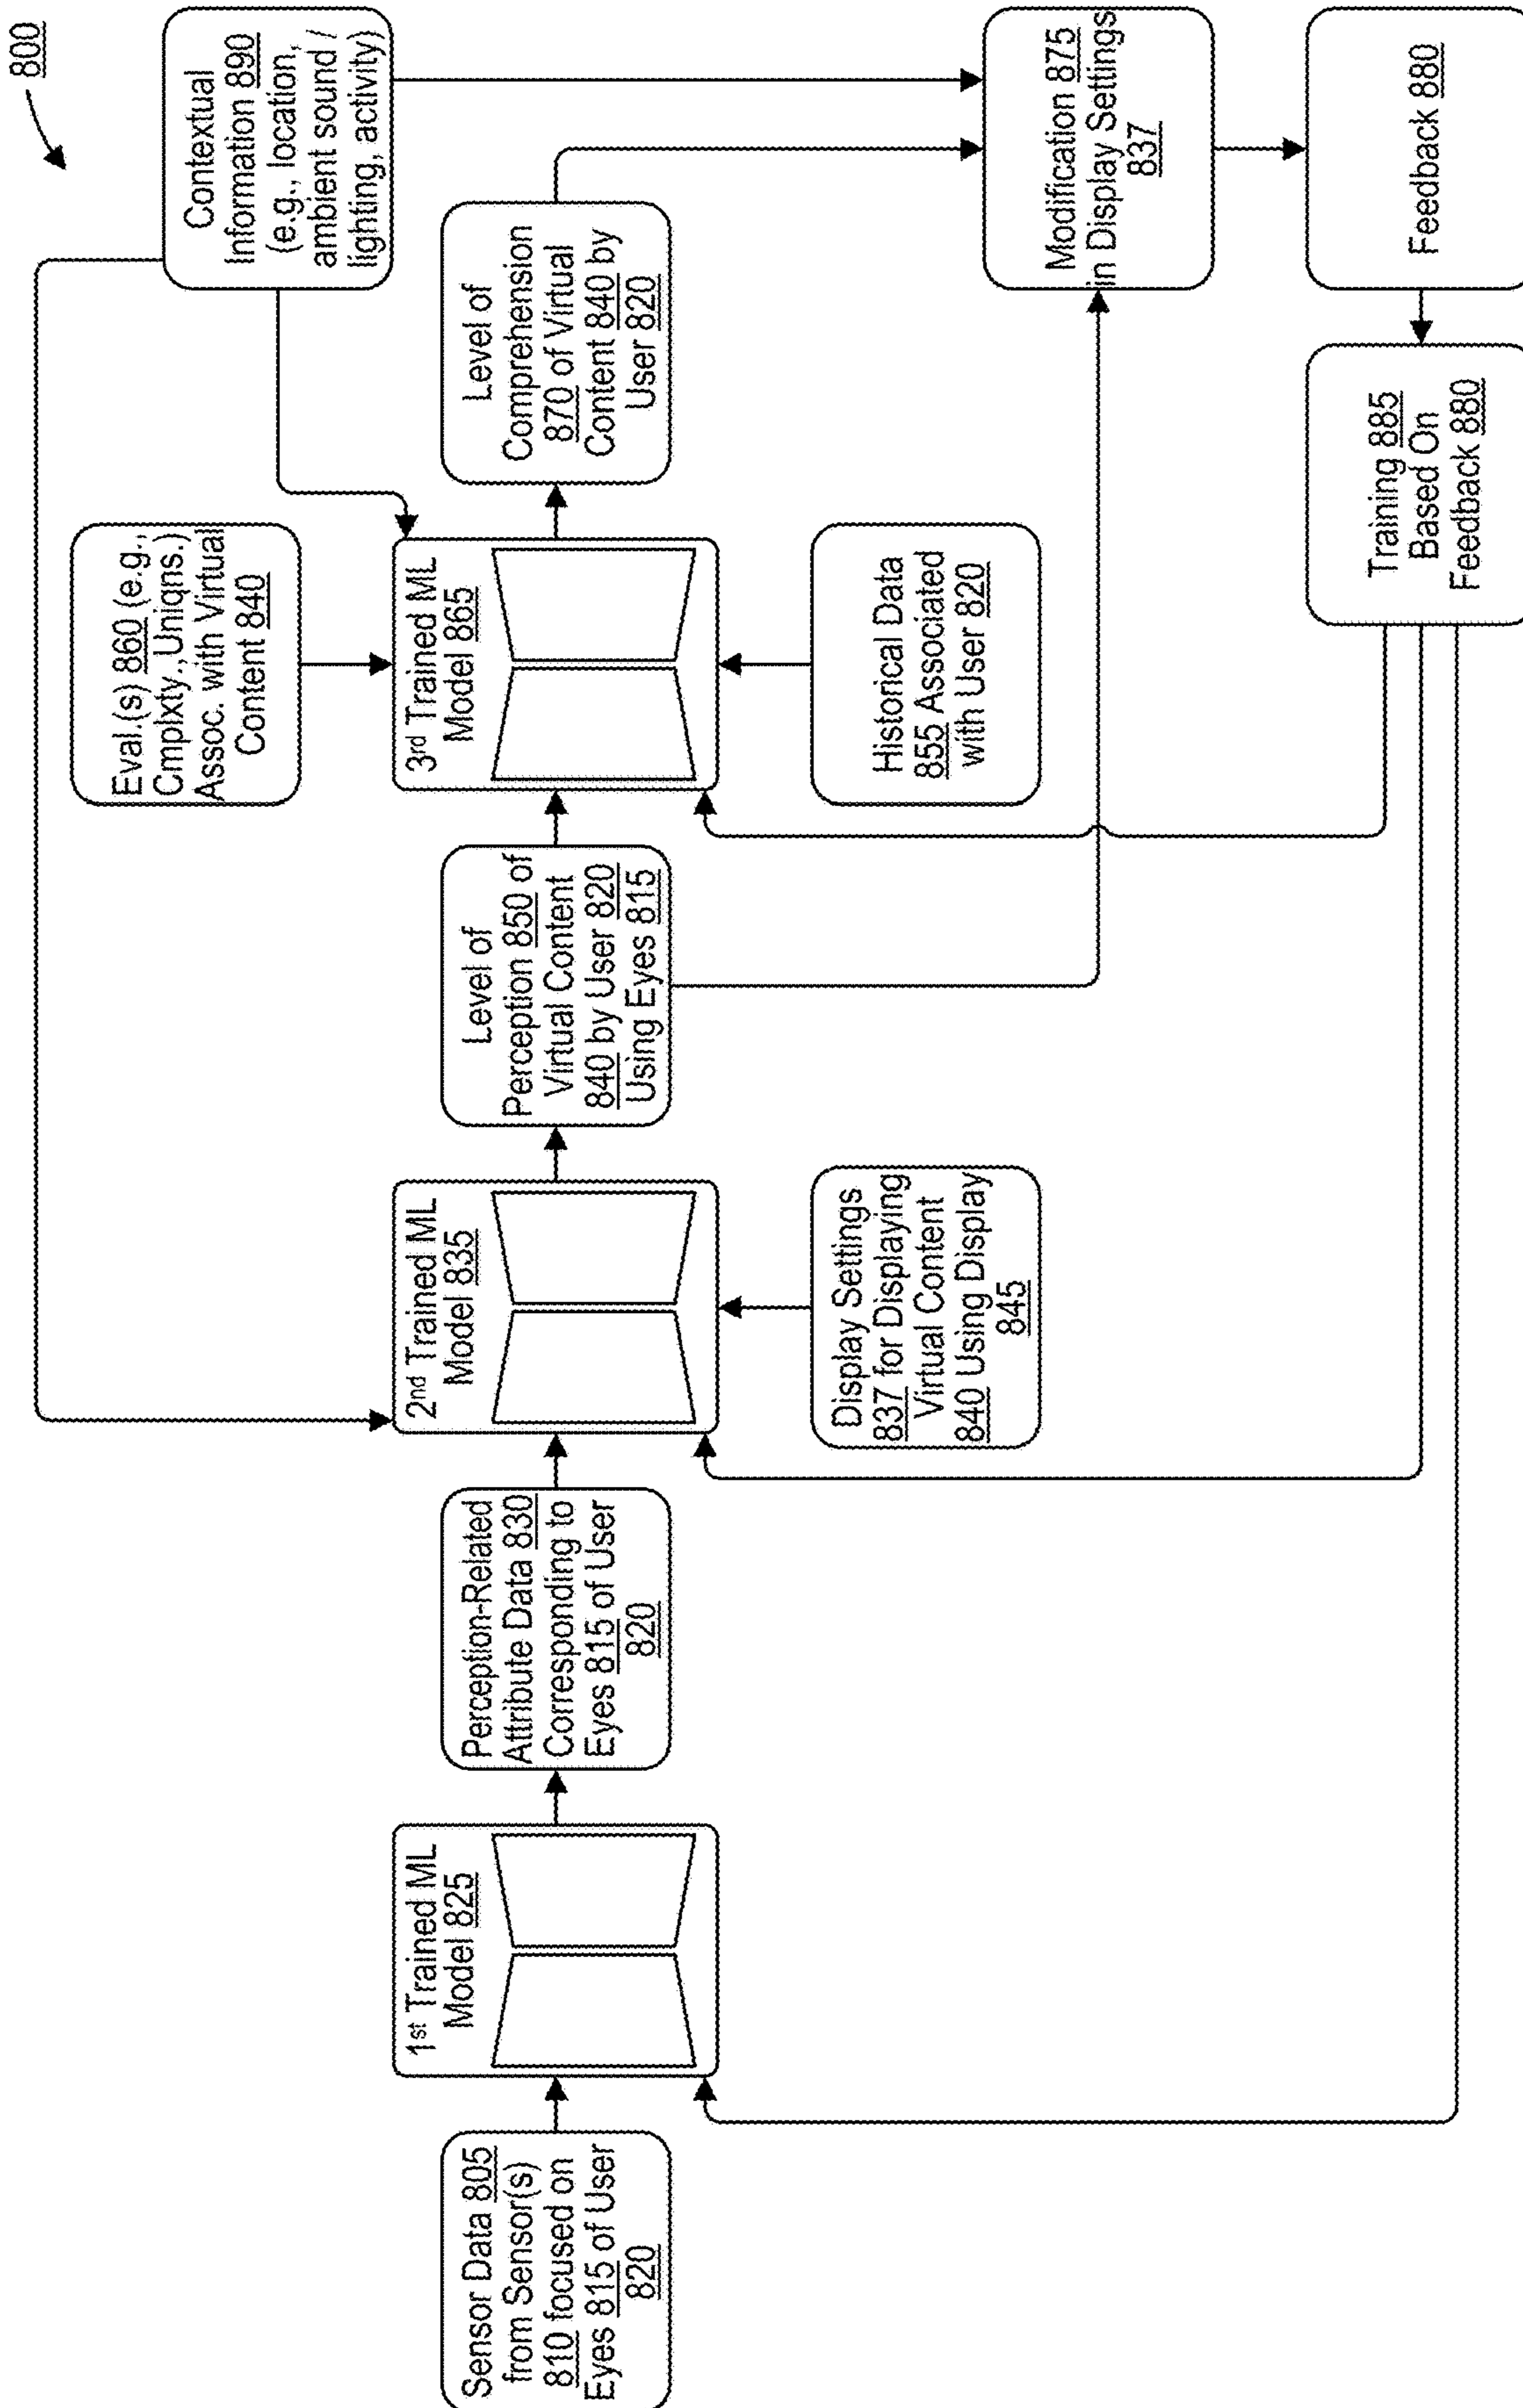 800
Contextual
Information 890
(e.g., location,
ambient sound /
lighting, activity)
Eval.(s) 860 (e.g.,
Cmplxty., Uniqns.)
Assoc. with Virtual
Content 840
Sensor Data 805
from Sensor(s)
810 focused on
Eyes 815 of User
820
1st Trained ML
Model 825
Perception-Related
Attribute Data 830
Corresponding to
Eyes 815 of User
820
2nd Trained ML
Model 835
Level of
Perception 850 of
Virtual Content
840 by User 820
Using Eyes 815
3rd Trained ML
Model 865
Level of
Comprehension
870 of Virtual
Content 840 by
User 820
Display Settings
837 for Displaying
Virtual Content
840 Using Display
845
Historical Data
855 Associated
with User 820
Modification 875
in Display Settings
837
Training 885
Based On
Feedback 880
Feedback 880